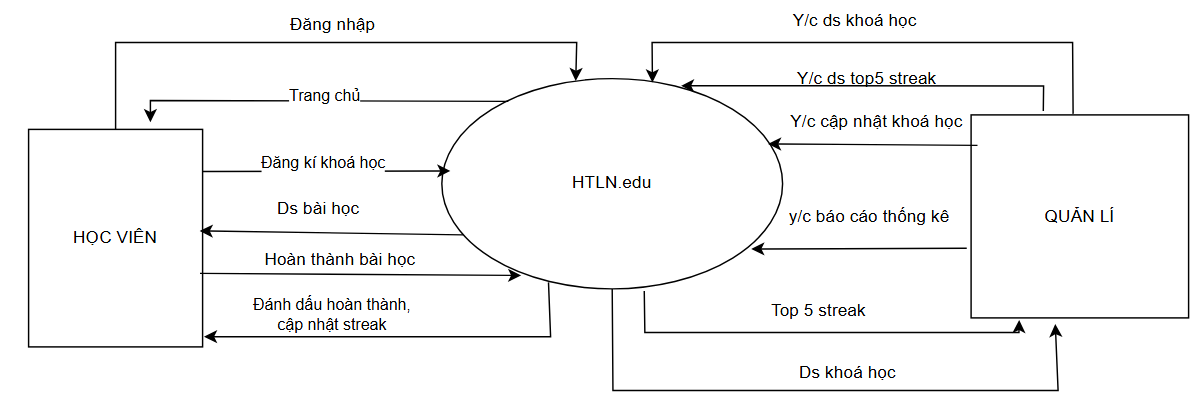 Đăng nhập
Y/c ds khoá học
Y/c ds top5 streak
Trang chủ
Y/c cập nhật khoá học
Đăng kí khoá học
HTLN.edu
Ds bài học
y/c báo cáo thống kê
QUẢN LÍ
HỌC VIÊN
Hoàn thành bài học
Đánh dấu hoàn thành,
cập nhật streak
Top 5 streak
Ds khoá học